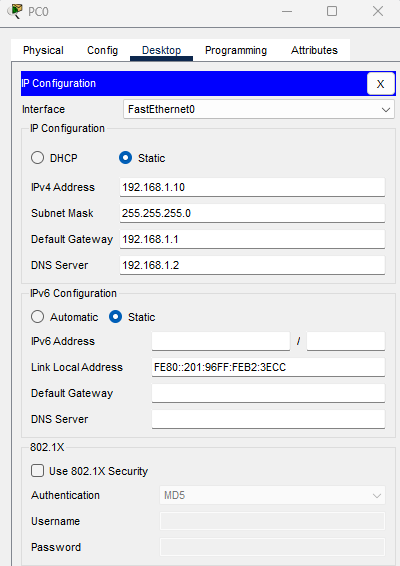 PC0
Physical Config Desktop Programming Attributes
IP Configuration X
Interface FastEthernet0
IP Configuration
DHCP Static
IPv4 Address 192.168.1.10
Subnet Mask 255.255.255.0
Default Gateway 192.168.1.1
DNS Server 192.168.1.2
IPv6 Configuration
Automatic Static
IPv6 Address /
Link Local Address FE80::201:96FF:FEB2:3ECC
Default Gateway
DNS Server
802.1X
Use 802.1X Security
Authentication MD5
Username
Password